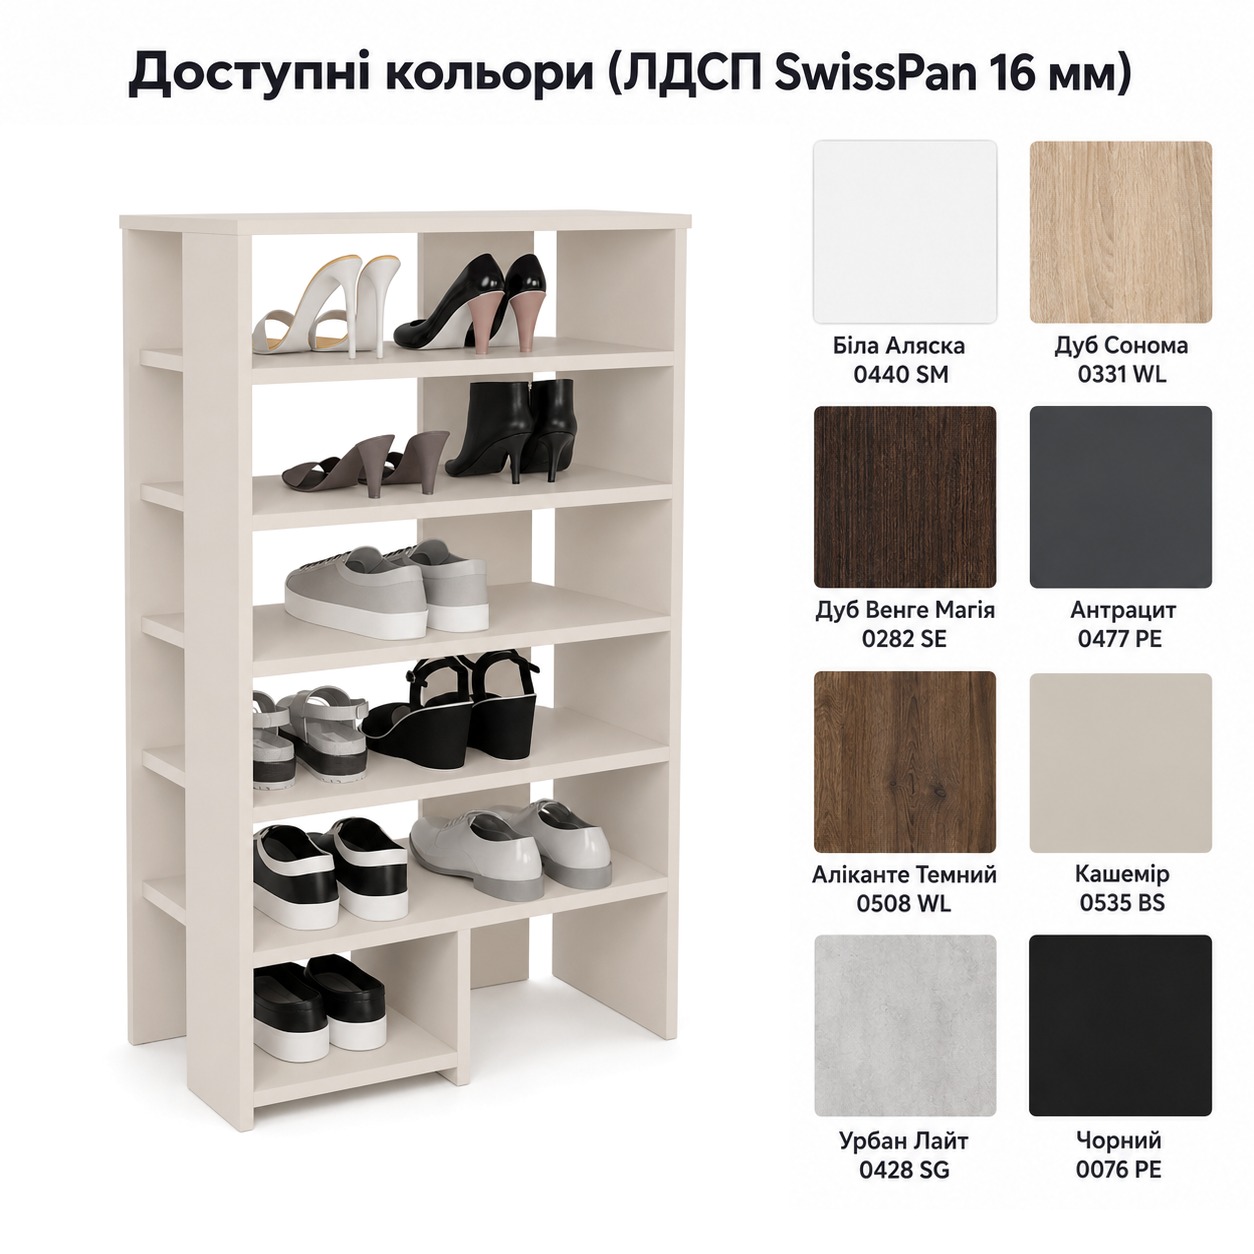 Доступні кольори (ЛДСП SwissPan 16 мм)
Біла Аляска
0440 SM
Дуб Сонома
0331 WL
Дуб Венге Магія
0282 SE
Антрацит
0477 PE
Аліканте Темний
0508 WL
Кашемір
0535 BS
Урбан Лайт
0428 SG
Чорний
0076 PE